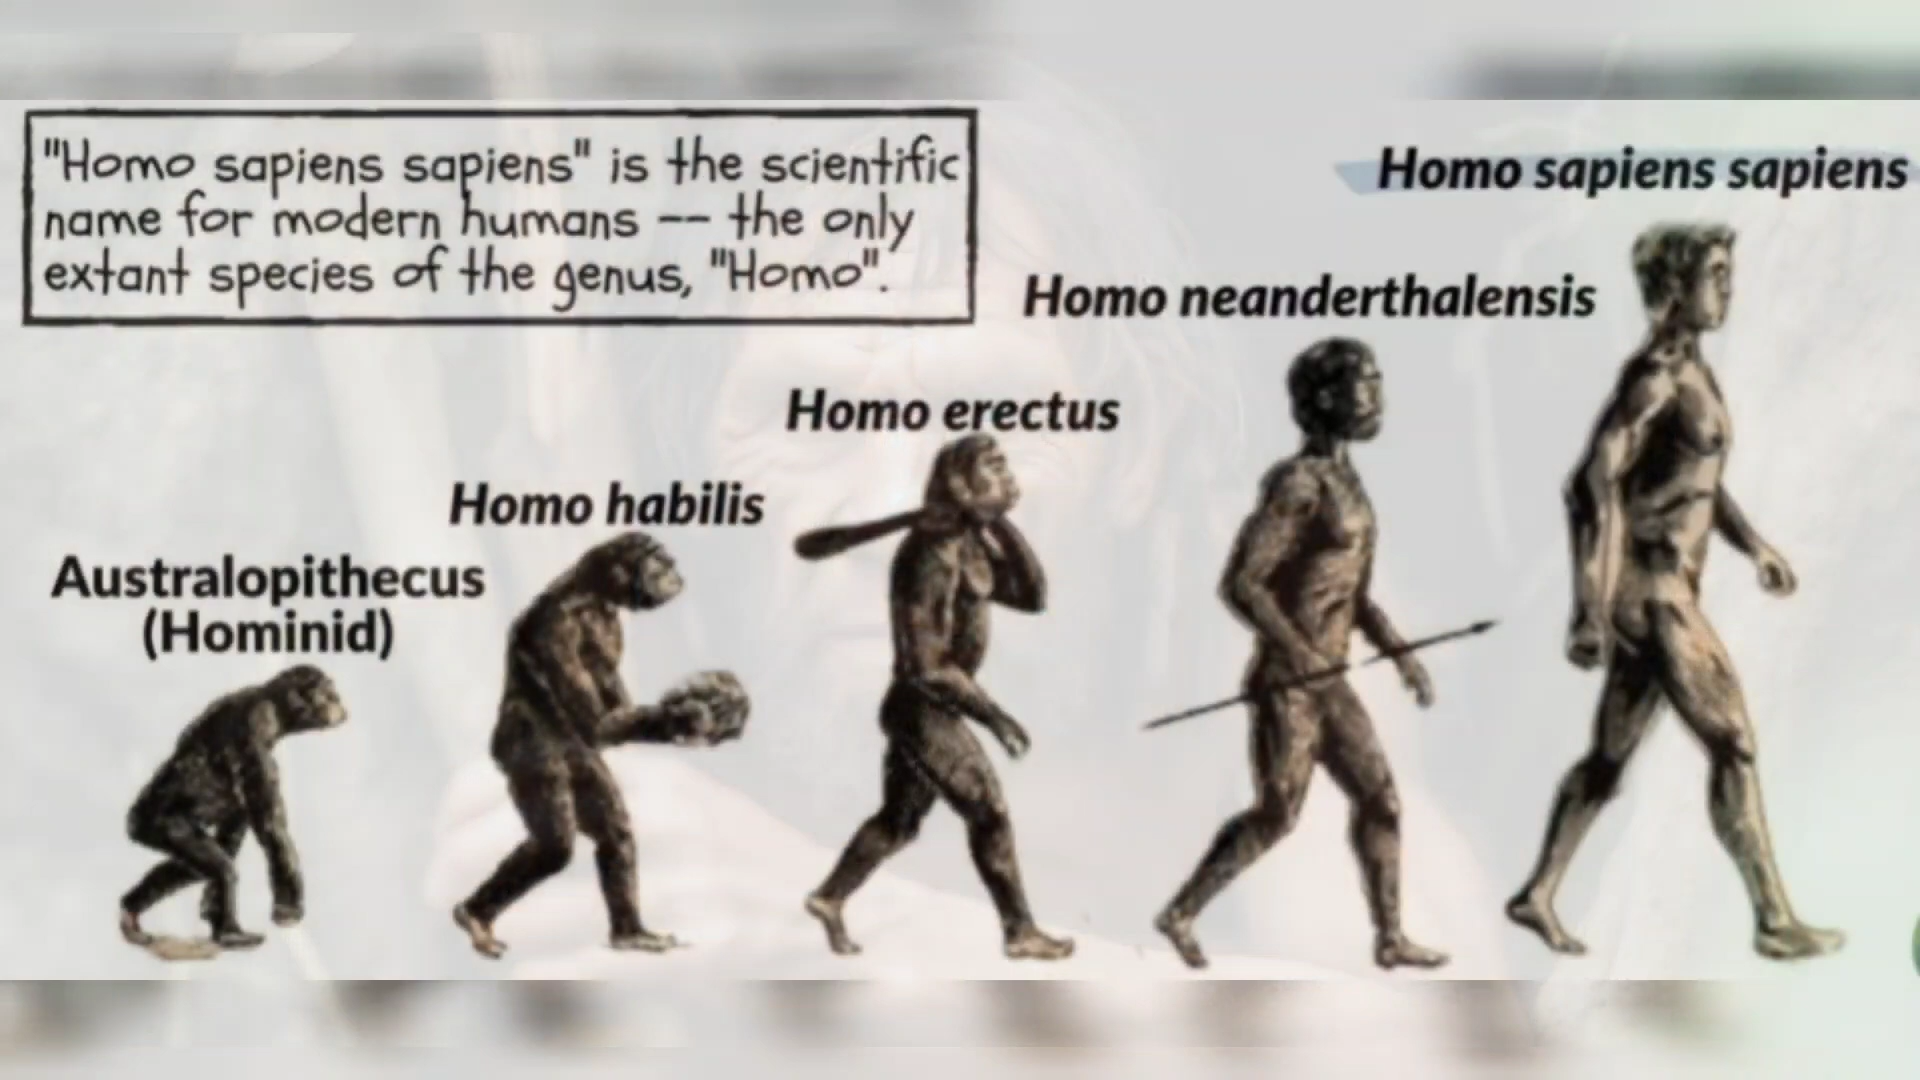 "Homo sapiens sapiens" is the scientific
name for modern humans -- the only
extant species of the genus, "Homo".
Homo sapiens sapiens
Homo neanderthalensis
Homo erectus
Homo habilis
Australopithecus
(Hominid)